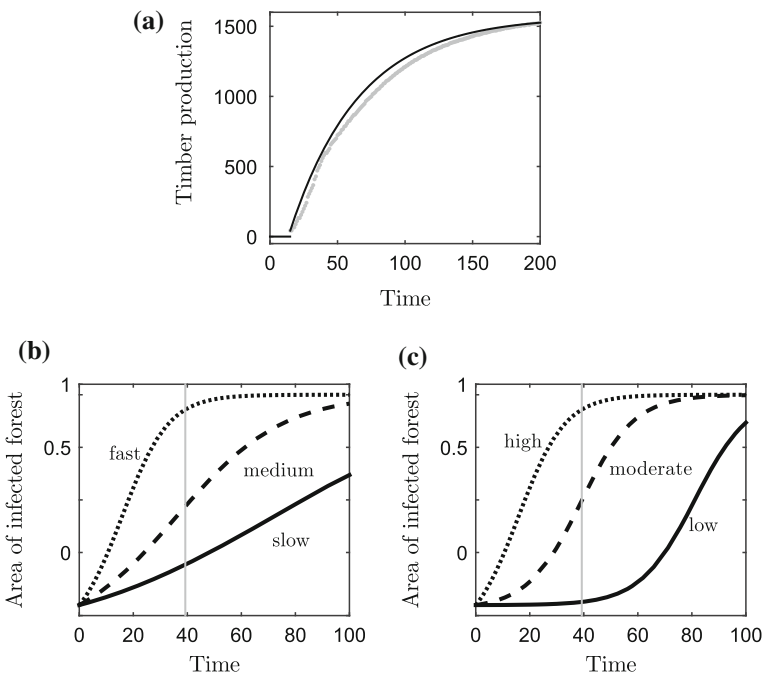 (a)
Timber production
1500
1000
500
0
0 50 100 150 200
Time
(b)
Area of infected forest
1
0.5
0
fast
medium
slow
0 20 40 60 80 100
Time
(c)
Area of infected forest
1
0.5
0
high
moderate
low
0 20 40 60 80 100
Time